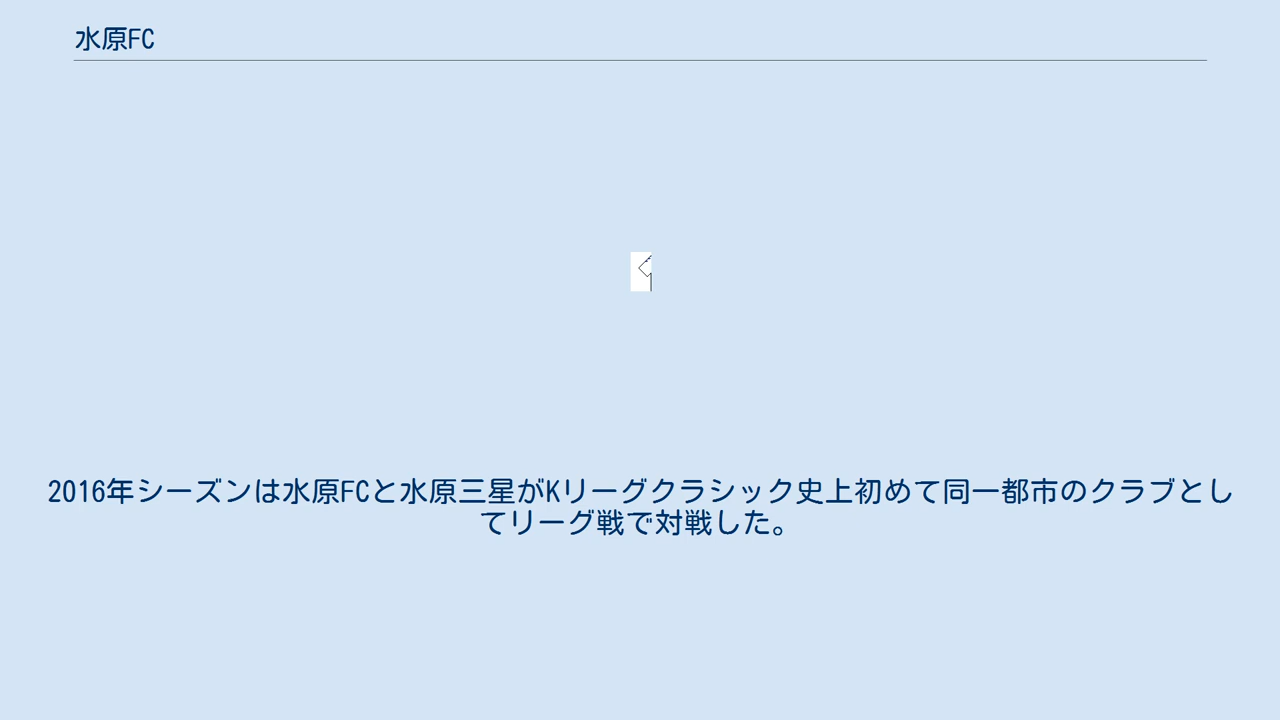 水原FC
2016年シーズンは水原FCと水原三星がKリーグクラシック史上初めて同一都市のクラブとし
てリーグ戦で対戦した。